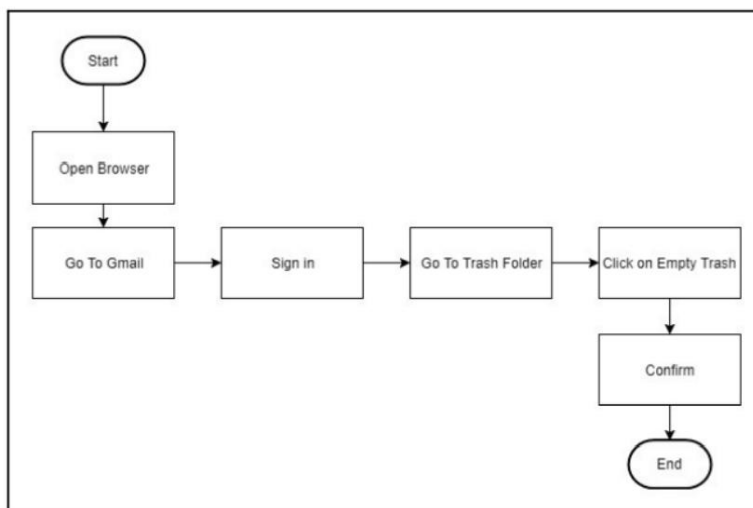 Start
Open Browser
Go To Gmail
Sign in
Go To Trash Folder
Click on Empty Trash
Confirm
End